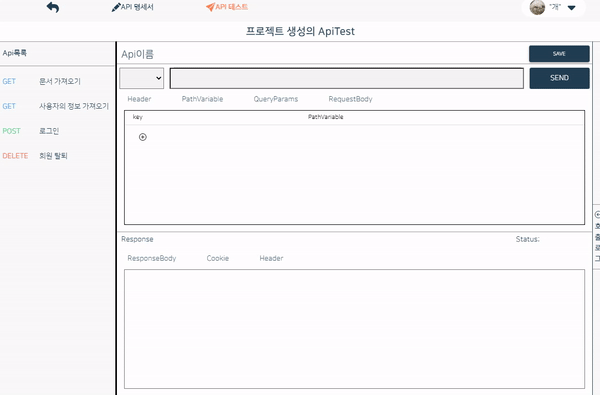 API 명세서
API 테스트
"개"
프로젝트 생성의 ApiTest
Api목록
GET 문서 가져오기
GET 사용자의 정보 가져오기
POST 로그인
DELETE 회원 탈퇴
Api이름
SAVE
SEND
Header PathVariable QueryParams RequestBody
key PathVariable
Response Status:
ResponseBody Cookie Header
로
그